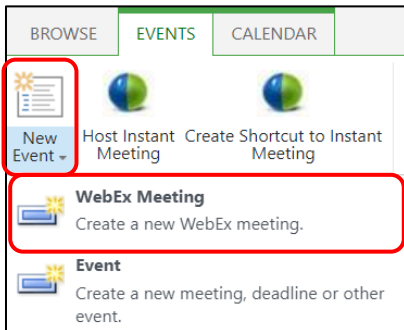 BROWSE EVENTS CALENDAR
New Host Instant Create Shortcut to Instant
Event Meeting Meeting
WebEx Meeting
Create a new WebEx meeting.
Event
Create a new meeting, deadline or other
event.